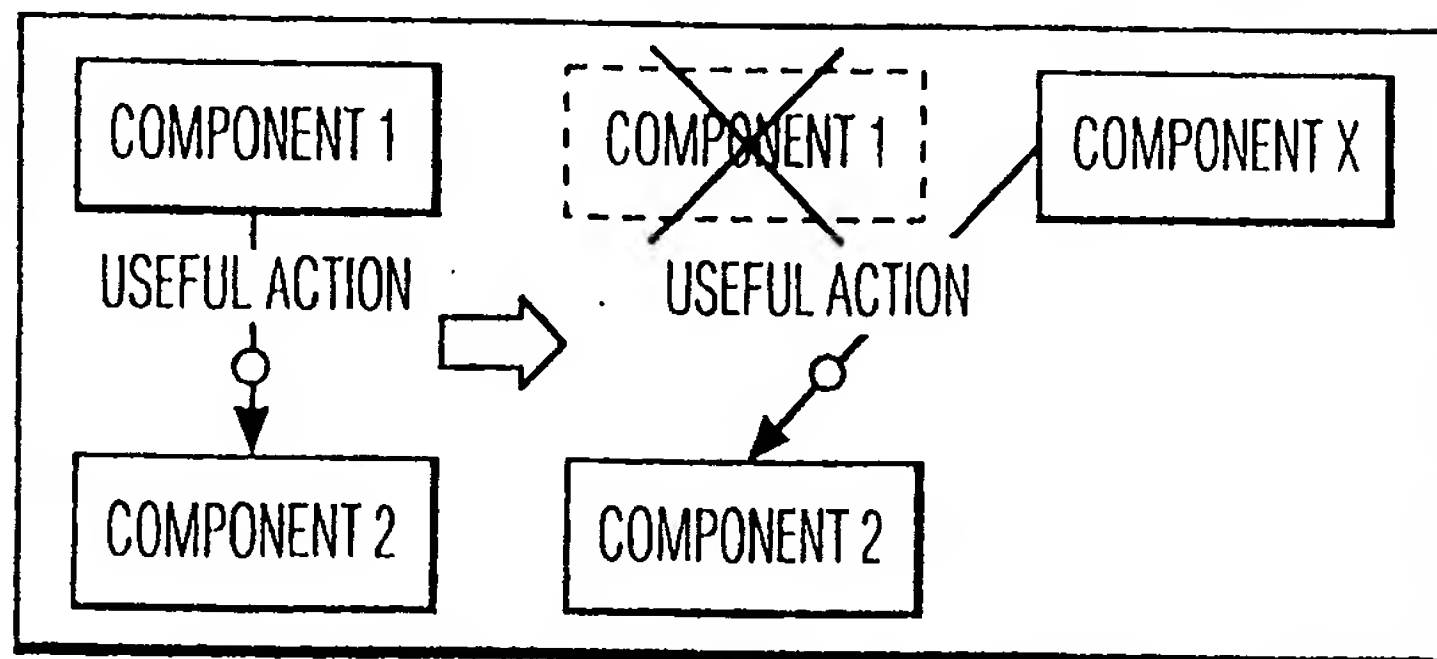 COMPONENT 1
USEFUL ACTION
COMPONENT 2
COMPONENT 1
COMPONENT X
USEFUL ACTION
COMPONENT 2